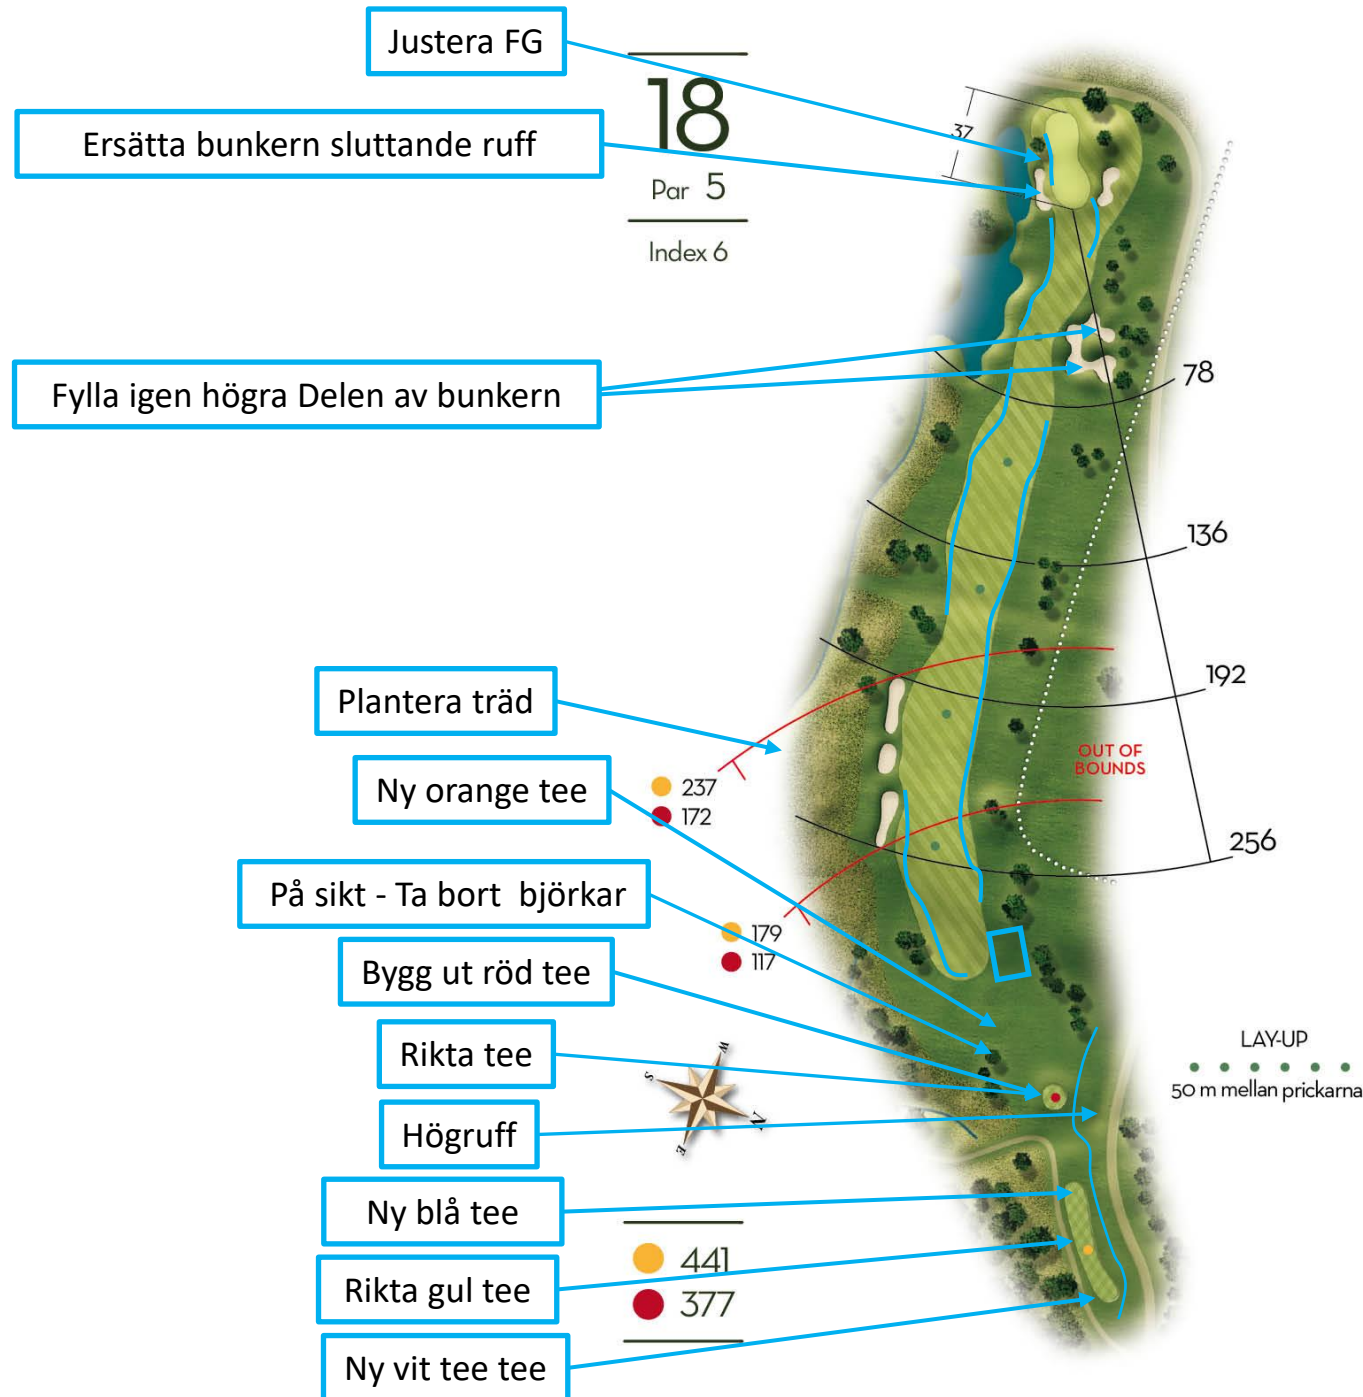 Justera FG
18
Par 5
Index 6
Ersätta bunkern sluttande ruff
37
Fylla igen högra Delen av bunkern
78
136
192
OUT OF
BOUNDS
256
Plantera träd
237
172
Ny orange tee
På sikt - Ta bort björkar
179
117
Bygg ut röd tee
Rikta tee
W
S
N
E
LAY-UP
50 m mellan prickarna
Högruff
Ny blå tee
441
377
Rikta gul tee
Ny vit tee tee